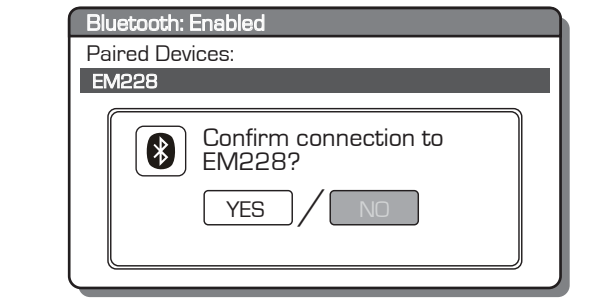 Bluetooth: Enabled
Paired Devices:
EM228
Confirm connection to
EM228?
YES / NO